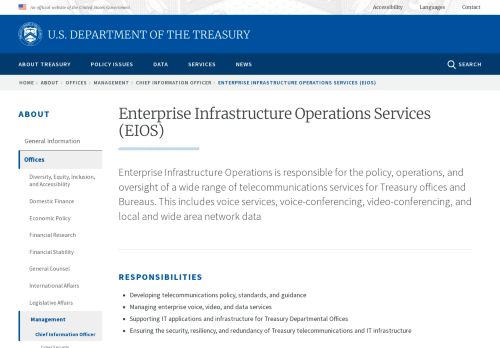 An official website of the United States Government
Accessibility Languages Contact
U.S. DEPARTMENT OF THE TREASURY
ABOUT TREASURY POLICY ISSUES DATA SERVICES NEWS SEARCH
HOME › ABOUT › OFFICES › MANAGEMENT › CHIEF INFORMATION OFFICER › ENTERPRISE INFRASTRUCTURE OPERATIONS SERVICES (EIOS)
ABOUT
General Information
Offices
Diversity, Equity, Inclusion,
and Accessibility
Domestic Finance
Economic Policy
Financial Research
Financial Stability
General Counsel
International Affairs
Legislative Affairs
Management
Chief Information Officer
Cyber Security
Enterprise Infrastructure Operations Services
(EIOS)
Enterprise Infrastructure Operations is responsible for the policy, operations, and
oversight of a wide range of telecommunications services for Treasury offices and
Bureaus. This includes voice services, voice-conferencing, video-conferencing, and
local and wide area network data
RESPONSIBILITIES
• Developing telecommunications policy, standards, and guidance
• Managing enterprise voice, video, and data services
• Supporting IT applications and infrastructure for Treasury Departmental Offices
• Ensuring the security, resiliency, and redundancy of Treasury telecommunications and IT infrastructure